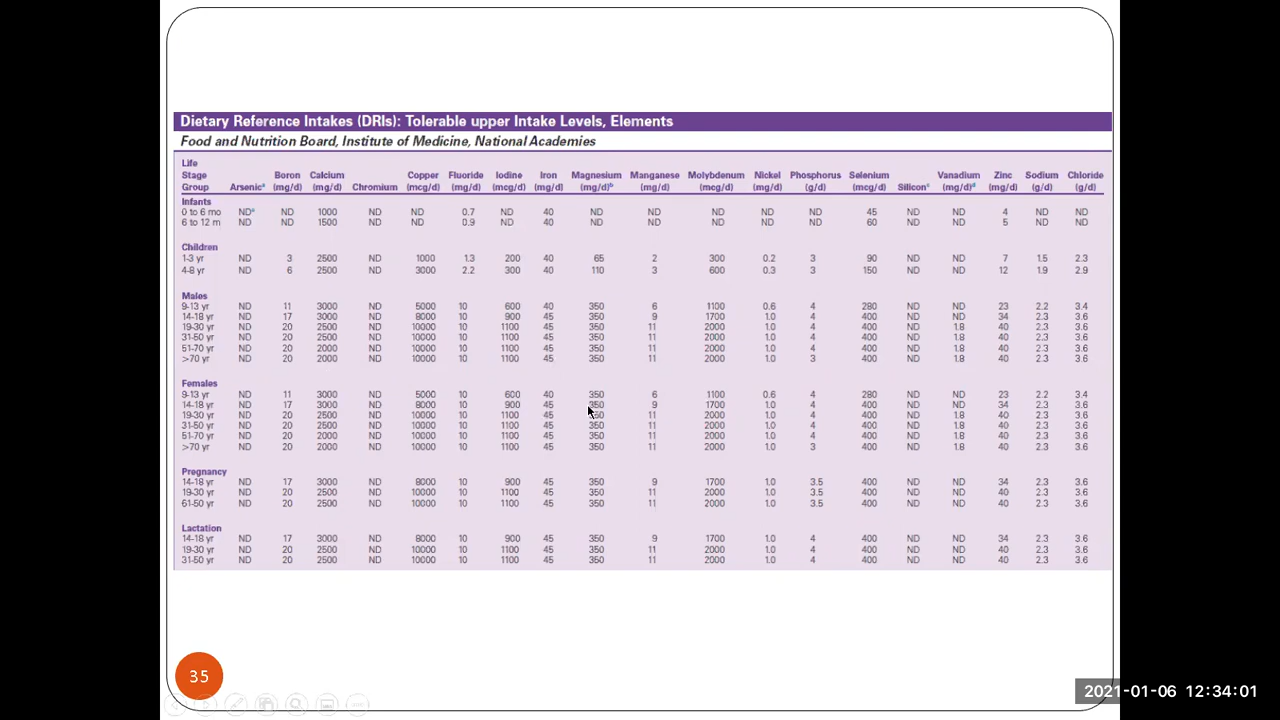 Dietary Reference Intakes (DRIs): Tolerable upper Intake Levels, Elements
Food and Nutrition Board, Institute of Medicine, National Academies
Life
Stage Boron Calcium Copper Fluoride Iodine Iron Magnesium Manganese Molybdenum Nickel Phosphorus Selenium Vanadium Zinc Sodium Chloride
Group Arsenicᵃ (mg/d) (mg/d) Chromium (mcg/d) (mg/d) (mcg/d) (mg/d) (mg/d)ᵇ (mg/d) (mcg/d) (mg/d) (g/d) (mcg/d) Siliconᶜ (mg/d)ᵈ (mg/d) (g/d) (g/d)
Infants
0 to 6 mo NDᵉ ND 1000 ND ND 0.7 ND 40 ND ND ND ND ND 45 ND ND 4 ND ND
6 to 12 m ND ND 1500 ND ND 0.9 ND 40 ND ND ND ND ND 60 ND ND 5 ND ND
Children
1-3 yr ND 3 2500 ND 1000 1.3 200 40 65 2 300 0.2 3 90 ND ND 7 1.5 2.3
4-8 yr ND 6 2500 ND 3000 2.2 300 40 110 3 600 0.3 3 150 ND ND 12 1.9 2.9
Males
9-13 yr ND 11 3000 ND 5000 10 600 40 350 6 1100 0.6 4 280 ND ND 23 2.2 3.4
14-18 yr ND 17 3000 ND 8000 10 900 45 350 9 1700 1.0 4 400 ND ND 34 2.3 3.6
19-30 yr ND 20 2500 ND 10000 10 1100 45 350 11 2000 1.0 4 400 ND 1.8 40 2.3 3.6
31-50 yr ND 20 2500 ND 10000 10 1100 45 350 11 2000 1.0 4 400 ND 1.8 40 2.3 3.6
51-70 yr ND 20 2000 ND 10000 10 1100 45 350 11 2000 1.0 4 400 ND 1.8 40 2.3 3.6
>70 yr ND 20 2000 ND 10000 10 1100 45 350 11 2000 1.0 3 400 ND 1.8 40 2.3 3.6
Females
9-13 yr ND 11 3000 ND 5000 10 600 40 350 6 1100 0.6 4 280 ND ND 23 2.2 3.4
14-18 yr ND 17 3000 ND 8000 10 900 45 350 9 1700 1.0 4 400 ND ND 34 2.3 3.6
19-30 yr ND 20 2500 ND 10000 10 1100 45 350 11 2000 1.0 4 400 ND 1.8 40 2.3 3.6
31-50 yr ND 20 2500 ND 10000 10 1100 45 350 11 2000 1.0 4 400 ND 1.8 40 2.3 3.6
51-70 yr ND 20 2000 ND 10000 10 1100 45 350 11 2000 1.0 4 400 ND 1.8 40 2.3 3.6
>70 yr ND 20 2000 ND 10000 10 1100 45 350 11 2000 1.0 3 400 ND 1.8 40 2.3 3.6
Pregnancy
14-18 yr ND 17 3000 ND 8000 10 900 45 350 9 1700 1.0 3.5 400 ND ND 34 2.3 3.6
19-30 yr ND 20 2500 ND 10000 10 1100 45 350 11 2000 1.0 3.5 400 ND ND 40 2.3 3.6
61-50 yr ND 20 2500 ND 10000 10 1100 45 350 11 2000 1.0 3.5 400 ND ND 40 2.3 3.6
Lactation
14-18 yr ND 17 3000 ND 8000 10 900 45 350 9 1700 1.0 4 400 ND ND 34 2.3 3.6
19-30 yr ND 20 2500 ND 10000 10 1100 45 350 11 2000 1.0 4 400 ND ND 40 2.3 3.6
31-50 yr ND 20 2500 ND 10000 10 1100 45 350 11 2000 1.0 4 400 ND ND 40 2.3 3.6
35
2021-01-06 12:34:01